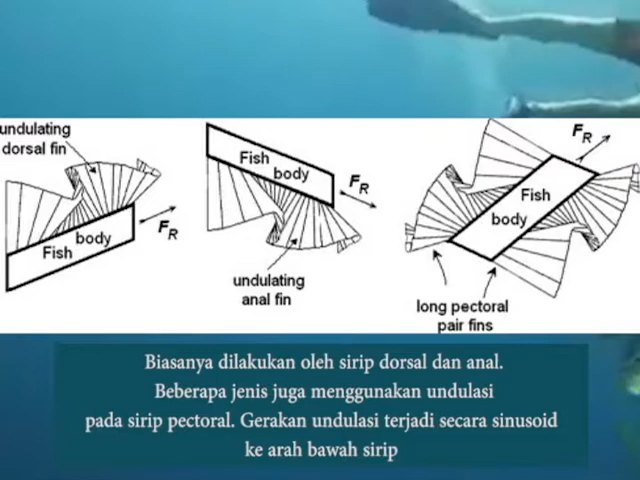 undulating
dorsal fin
Fish
body
F_R
Fish
body
F_R
undulating
anal fin
F_R
Fish
body
long pectoral
pair fins
Biasanya dilakukan oleh sirip dorsal dan anal.
Beberapa jenis juga menggunakan undulasi
pada sirip pectoral. Gerakan undulasi terjadi secara sinusoid
ke arah bawah sirip